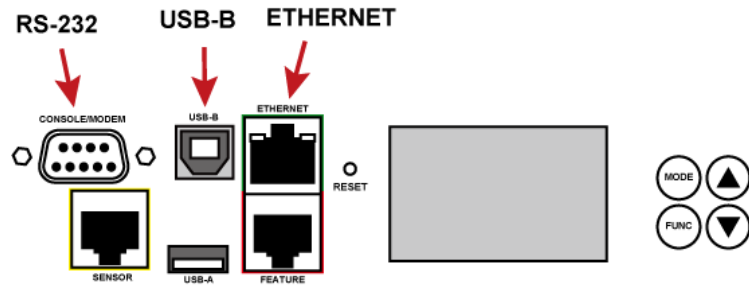 RS-232
USB-B
ETHERNET
CONSOLE/MODEM
USB-B
ETHERNET
RESET
MODE
FUNC
SENSOR
USB-A
FEATURE